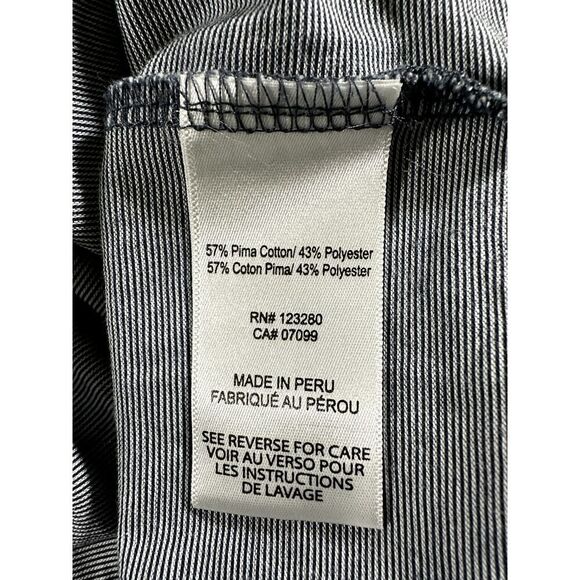 57% Pima Cotton/ 43% Polyester
57% Coton Pima/ 43% Polyester
RN# 123280
CA# 07099
MADE IN PERU
FABRIQUÉ AU PÉROU
SEE REVERSE FOR CARE
VOIR AU VERSO POUR
LES INSTRUCTIONS
DE LAVAGE